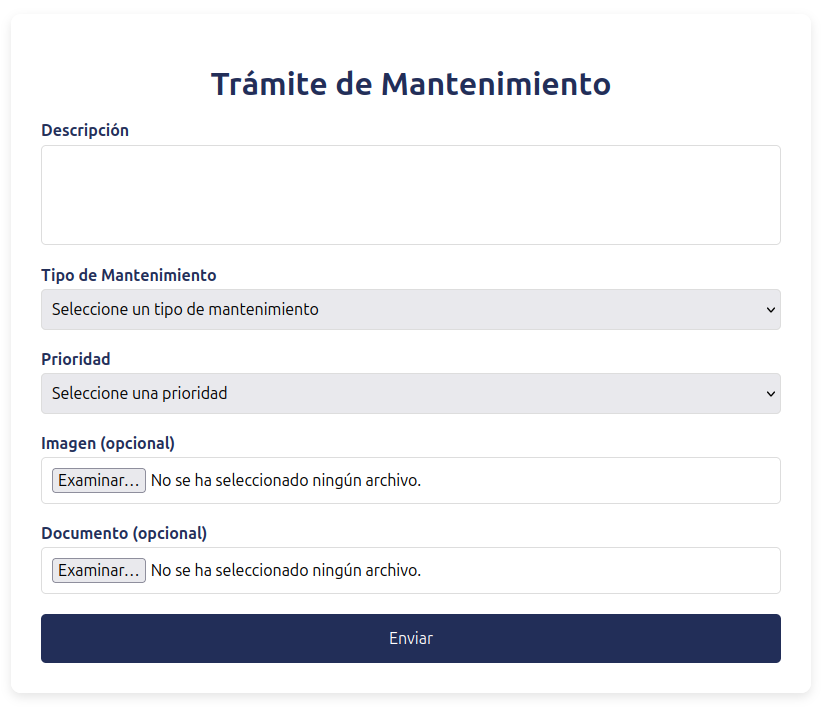 Trámite de Mantenimiento
Descripción
Tipo de Mantenimiento
Seleccione un tipo de mantenimiento
Prioridad
Seleccione una prioridad
Imagen (opcional)
Examinar... No se ha seleccionado ningún archivo.
Documento (opcional)
Examinar... No se ha seleccionado ningún archivo.
Enviar